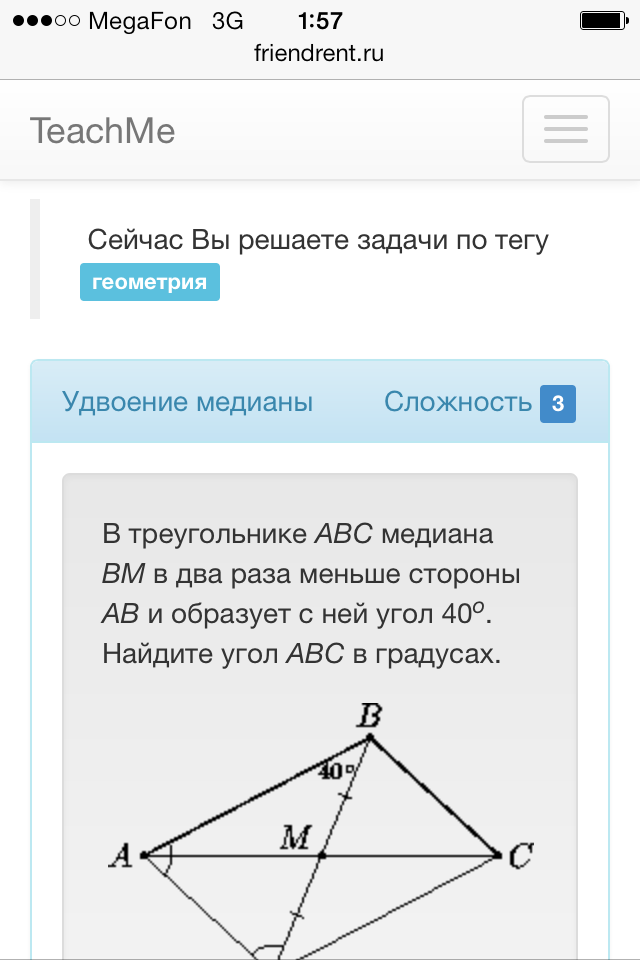 MegaFon 3G 1:57
friendrent.ru
TeachMe
Сейчас Вы решаете задачи по тегу
геометрия
Удвоение медианы Сложность 3
В треугольнике ABC медиана
BM в два раза меньше стороны
AB и образует с ней угол 40º.
Найдите угол ABC в градусах.
B
40°
A M C